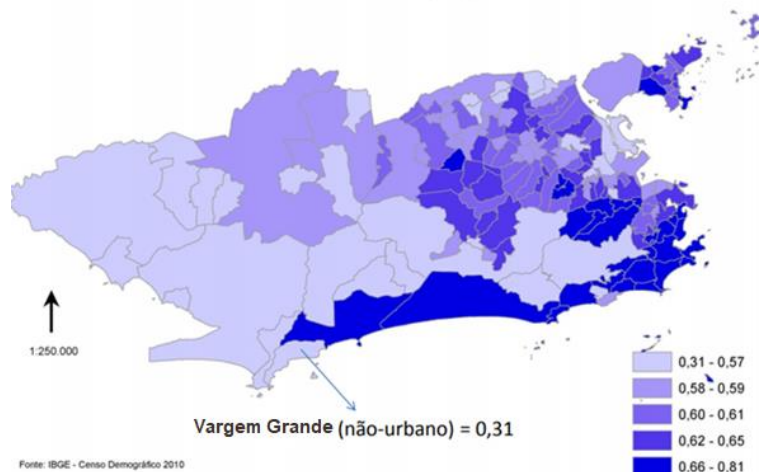 1:250.000
0,31 - 0,57
0,58 - 0,59
0,60 - 0,61
0,62 - 0,65
0,66 - 0,81
Vargem Grande (não-urbano) = 0,31
Fonte: IBGE - Censo Demográfico 2010